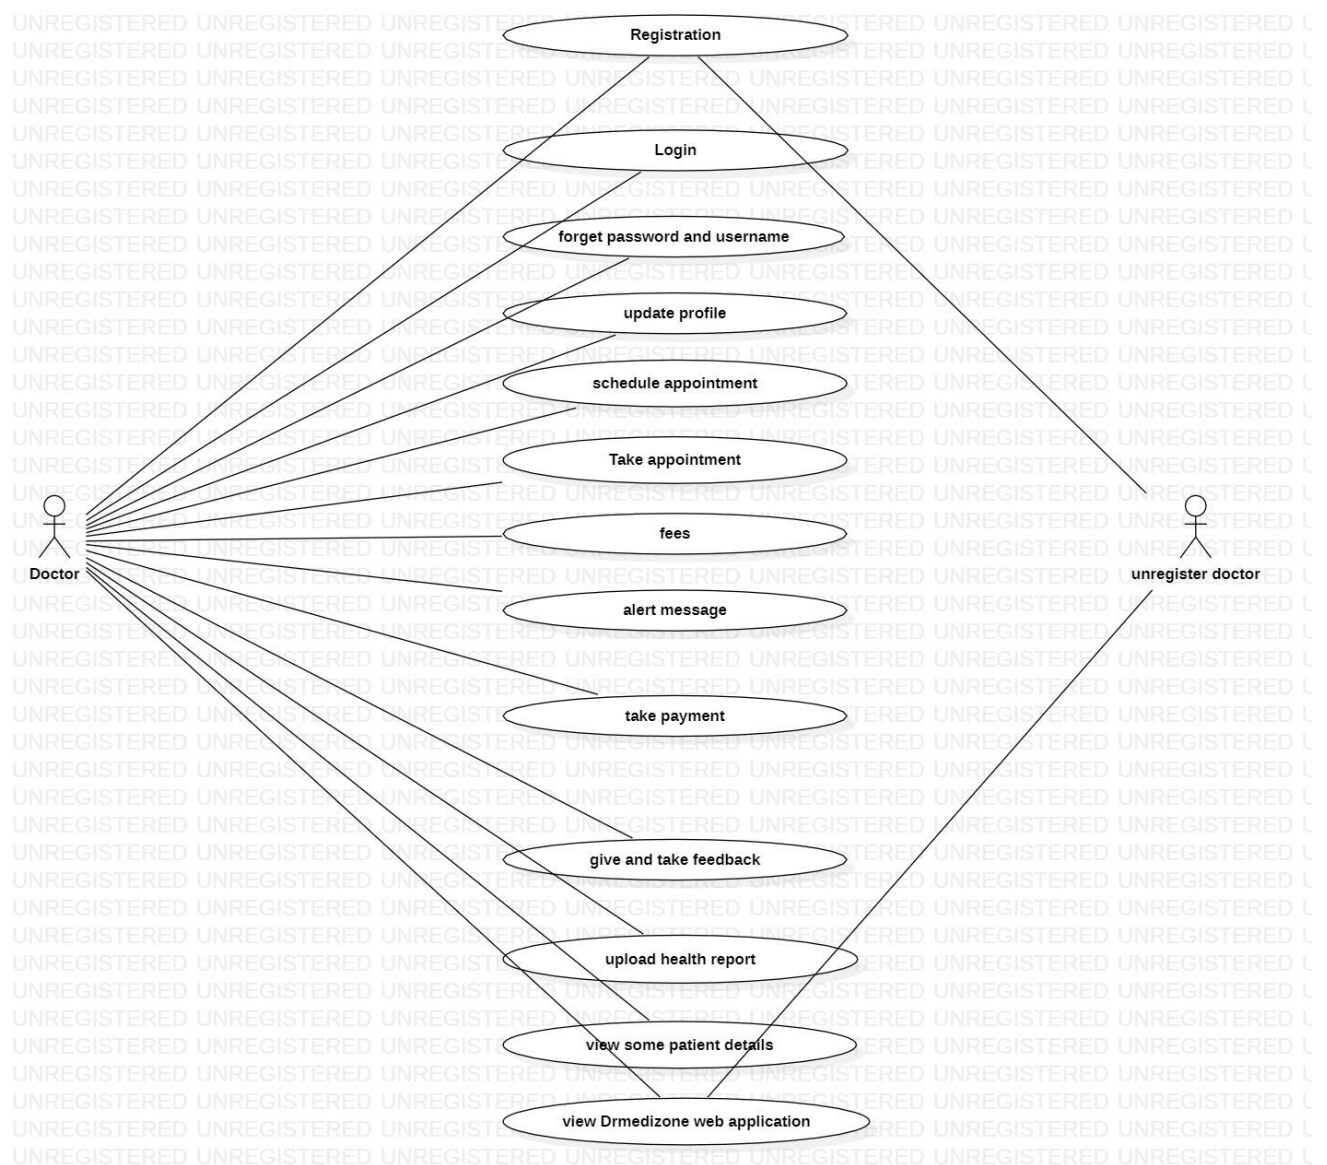 Registration
Login
forget password and username
update profile
schedule appointment
Take appointment
fees
Doctor
unregister doctor
alert message
take payment
give and take feedback
upload health report
view some patient details
view Drmedizone web application
UNREGISTERED